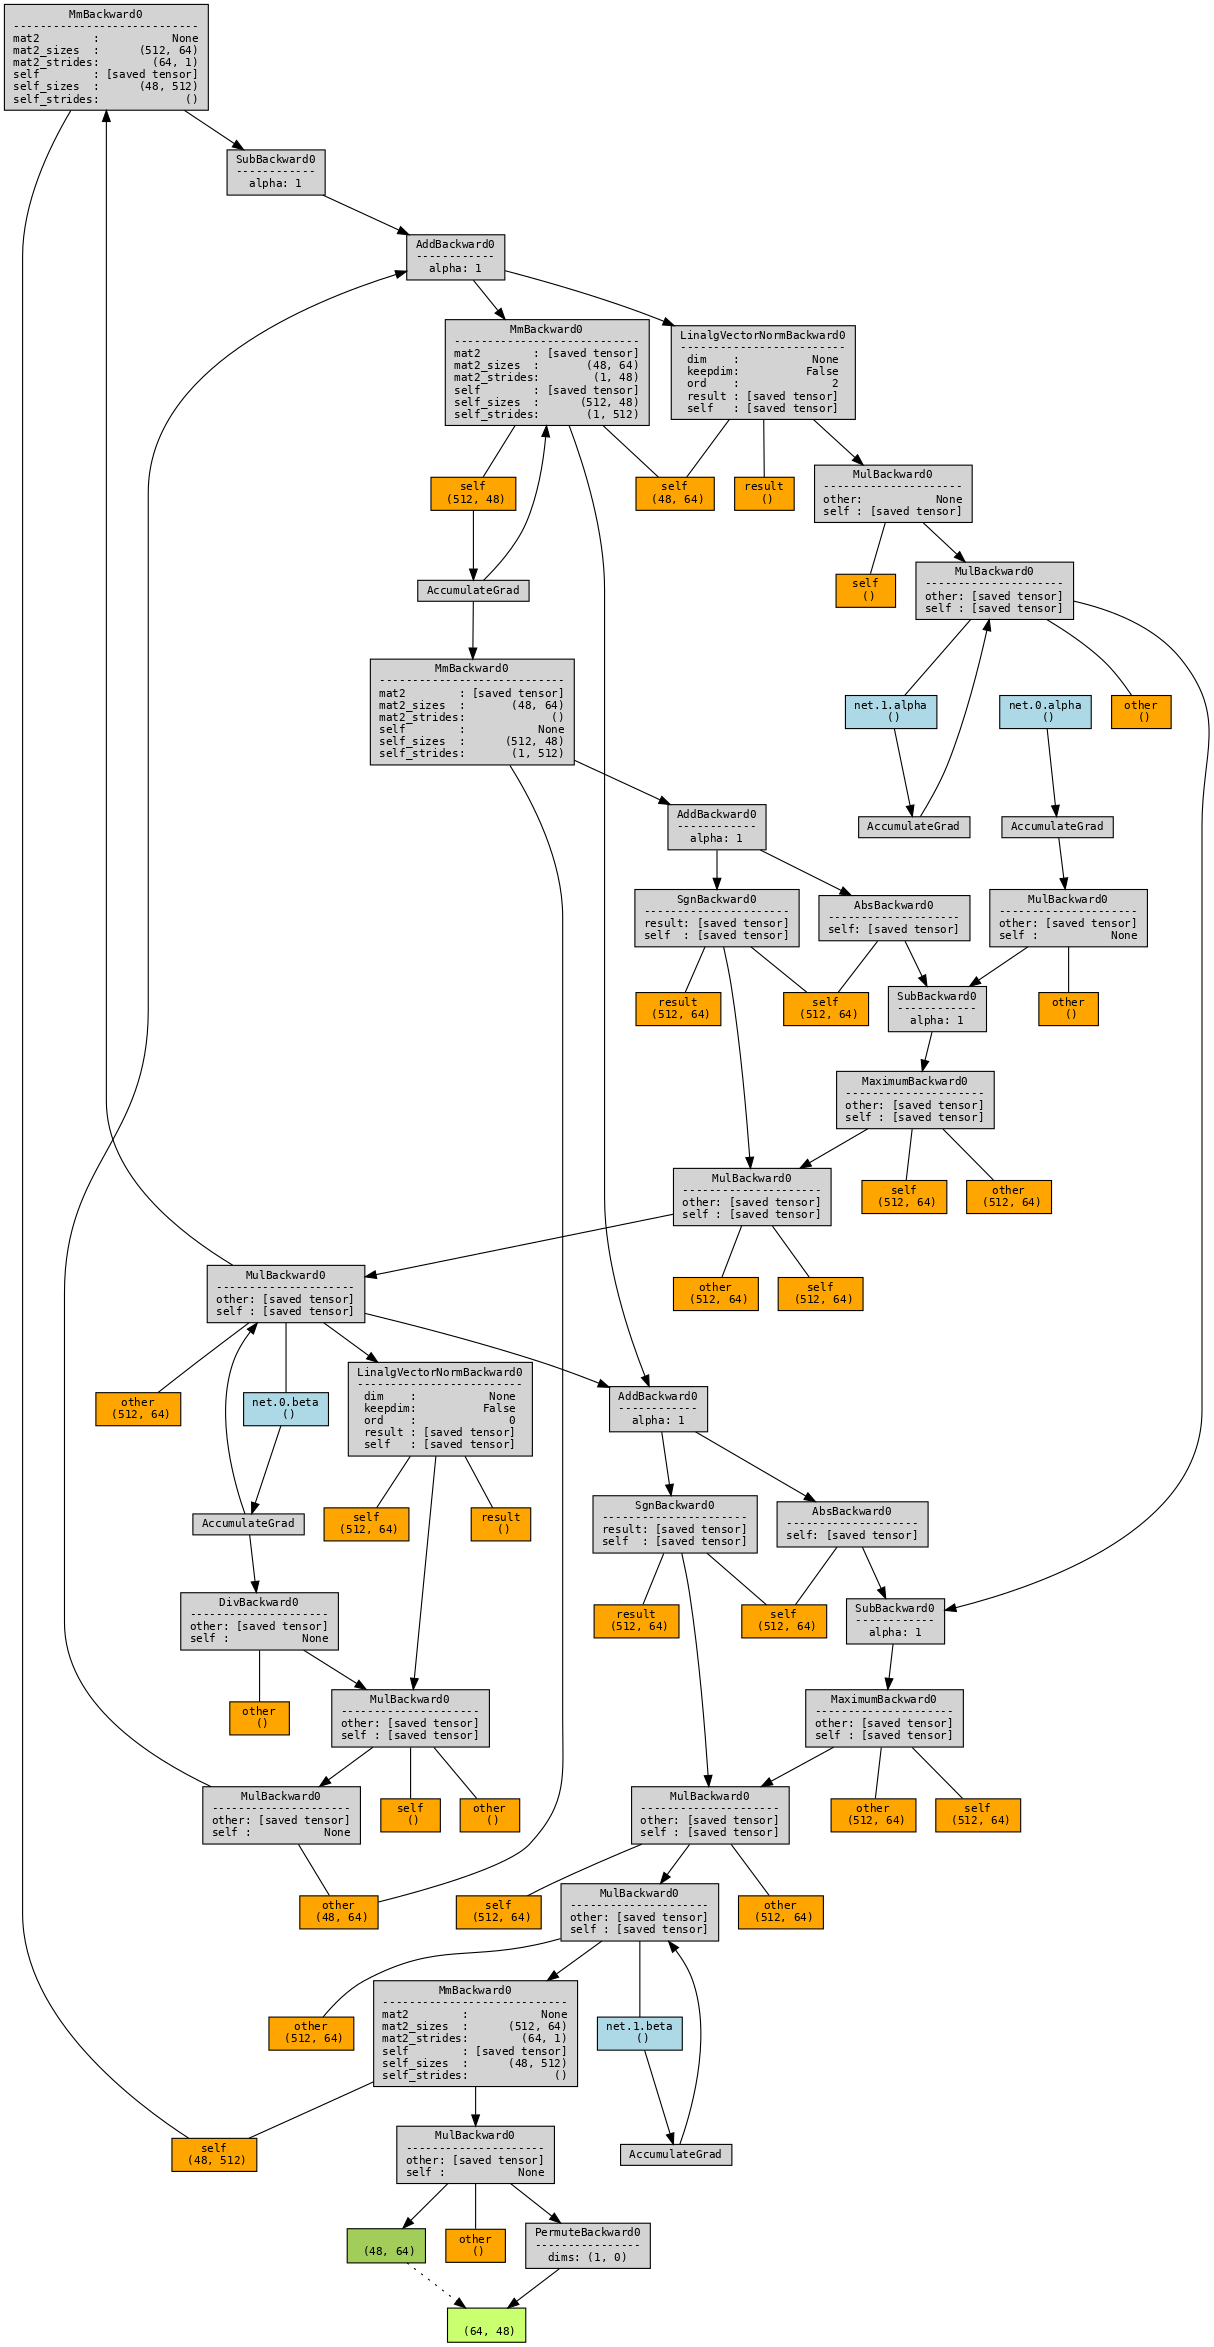 MmBackward0
----------------------------
mat2        :           None
mat2_sizes  :      (512, 64)
mat2_strides:        (64, 1)
self        : [saved tensor]
self_sizes  :      (48, 512)
self_strides:             ()
SubBackward0
------------
alpha: 1
AddBackward0
------------
alpha: 1
MmBackward0
----------------------------
mat2        : [saved tensor]
mat2_sizes  :       (48, 64)
mat2_strides:        (1, 48)
self        : [saved tensor]
self_sizes  :      (512, 48)
self_strides:       (1, 512)
LinalgVectorNormBackward0
-------------------------
dim    :           None
keepdim:          False
ord    :              2
result : [saved tensor]
self   : [saved tensor]
self
(512, 48)
self
(48, 64)
result
()
MulBackward0
---------------------
other:           None
self : [saved tensor]
self
()
MulBackward0
---------------------
other: [saved tensor]
self : [saved tensor]
AccumulateGrad
MmBackward0
----------------------------
mat2        : [saved tensor]
mat2_sizes  :       (48, 64)
mat2_strides:             ()
self        :           None
self_sizes  :      (512, 48)
self_strides:       (1, 512)
net.1.alpha
()
net.0.alpha
()
other
()
AddBackward0
------------
alpha: 1
AccumulateGrad
AccumulateGrad
SgnBackward0
----------------------
result: [saved tensor]
self  : [saved tensor]
AbsBackward0
--------------------
self: [saved tensor]
MulBackward0
---------------------
other: [saved tensor]
self :           None
result
(512, 64)
self
(512, 64)
SubBackward0
------------
alpha: 1
other
()
MaximumBackward0
---------------------
other: [saved tensor]
self : [saved tensor]
MulBackward0
---------------------
other: [saved tensor]
self : [saved tensor]
self
(512, 64)
other
(512, 64)
MulBackward0
---------------------
other: [saved tensor]
self : [saved tensor]
other
(512, 64)
self
(512, 64)
other
(512, 64)
net.0.beta
()
LinalgVectorNormBackward0
-------------------------
dim    :           None
keepdim:          False
ord    :              0
result : [saved tensor]
self   : [saved tensor]
AddBackward0
------------
alpha: 1
AccumulateGrad
self
(512, 64)
result
()
SgnBackward0
----------------------
result: [saved tensor]
self  : [saved tensor]
AbsBackward0
--------------------
self: [saved tensor]
DivBackward0
---------------------
other: [saved tensor]
self :           None
result
(512, 64)
self
(512, 64)
SubBackward0
------------
alpha: 1
other
()
MulBackward0
---------------------
other: [saved tensor]
self : [saved tensor]
MaximumBackward0
---------------------
other: [saved tensor]
self : [saved tensor]
MulBackward0
---------------------
other: [saved tensor]
self :           None
self
()
other
()
MulBackward0
---------------------
other: [saved tensor]
self : [saved tensor]
other
(512, 64)
self
(512, 64)
other
(48, 64)
self
(512, 64)
MulBackward0
---------------------
other: [saved tensor]
self : [saved tensor]
other
(512, 64)
other
(512, 64)
MmBackward0
----------------------------
mat2        :           None
mat2_sizes  :      (512, 64)
mat2_strides:        (64, 1)
self        : [saved tensor]
self_sizes  :      (48, 512)
self_strides:             ()
net.1.beta
()
self
(48, 512)
MulBackward0
---------------------
other: [saved tensor]
self :           None
AccumulateGrad
(48, 64)
other
()
PermuteBackward0
----------------
dims: (1, 0)
(64, 48)